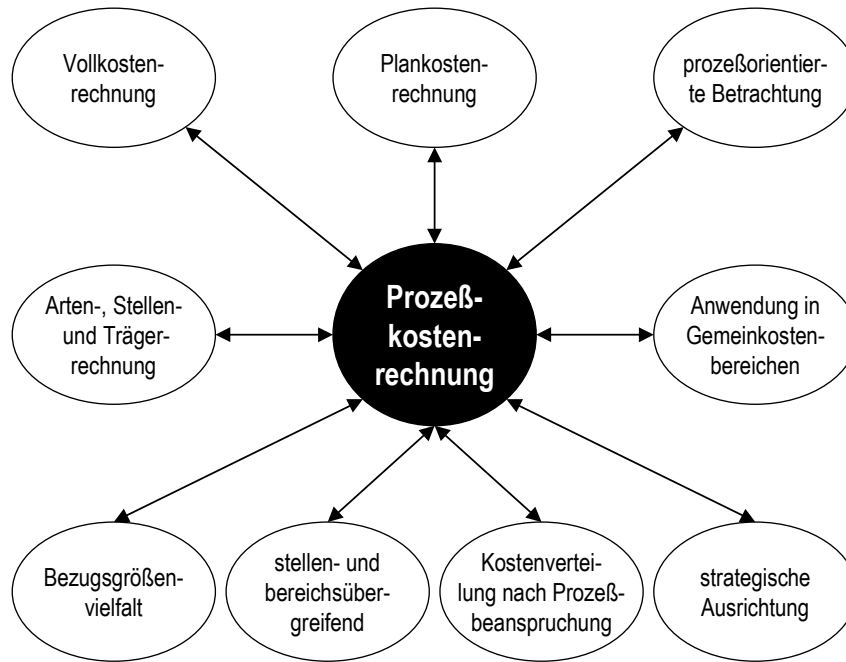 Vollkosten-
rechnung
Plankosten-
rechnung
prozeßorientier-
te Betrachtung
Arten-, Stellen-
und Träger-
rechnung
Prozeß-
kosten-
rechnung
Anwendung in
Gemeinkosten-
bereichen
Bezugsgrößen-
vielfalt
stellen- und
bereichsüber-
greifend
Kostenvertei-
lung nach Prozeß-
beanspruchung
strategische
Ausrichtung